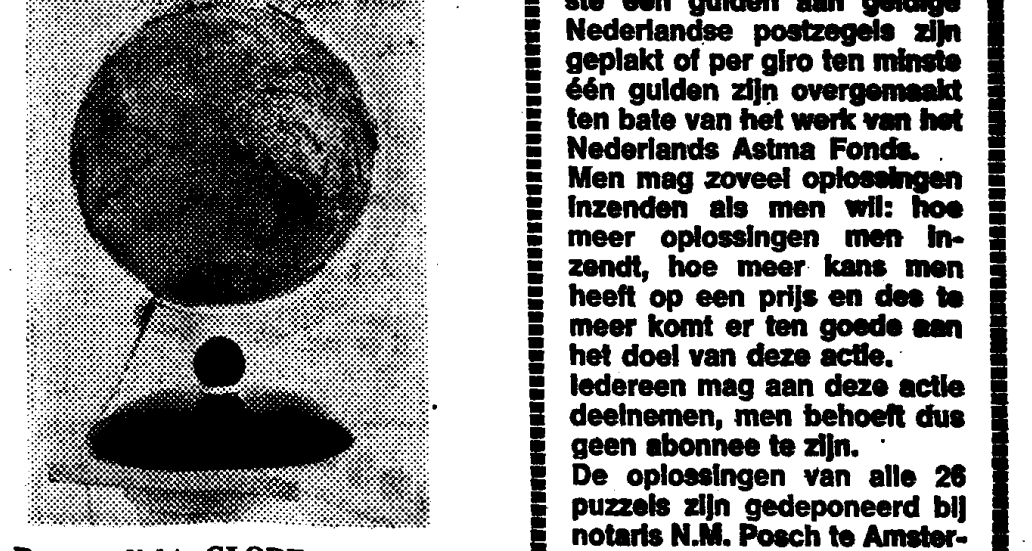 ste één gulden aan geldige
Nederlandse postzegels zijn
geplakt of per giro ten minste
één gulden zijn overgemaakt
ten bate van het werk van het
Nederlands Astma Fonds.
Men mag zoveel oplossingen
inzenden als men wil: hoe
meer oplossingen men in-
zendt, hoe meer kans men
heeft op een prijs en des te
meer komt er ten goede aan
het doel van deze actie.
Iedereen mag aan deze actie
deelnemen, men behoeft dus
geen abonnee te zijn.
De oplossingen van alle 26
puzzels zijn gedeponeerd bij
notaris N.M. Posch te Amster-
GLOBE